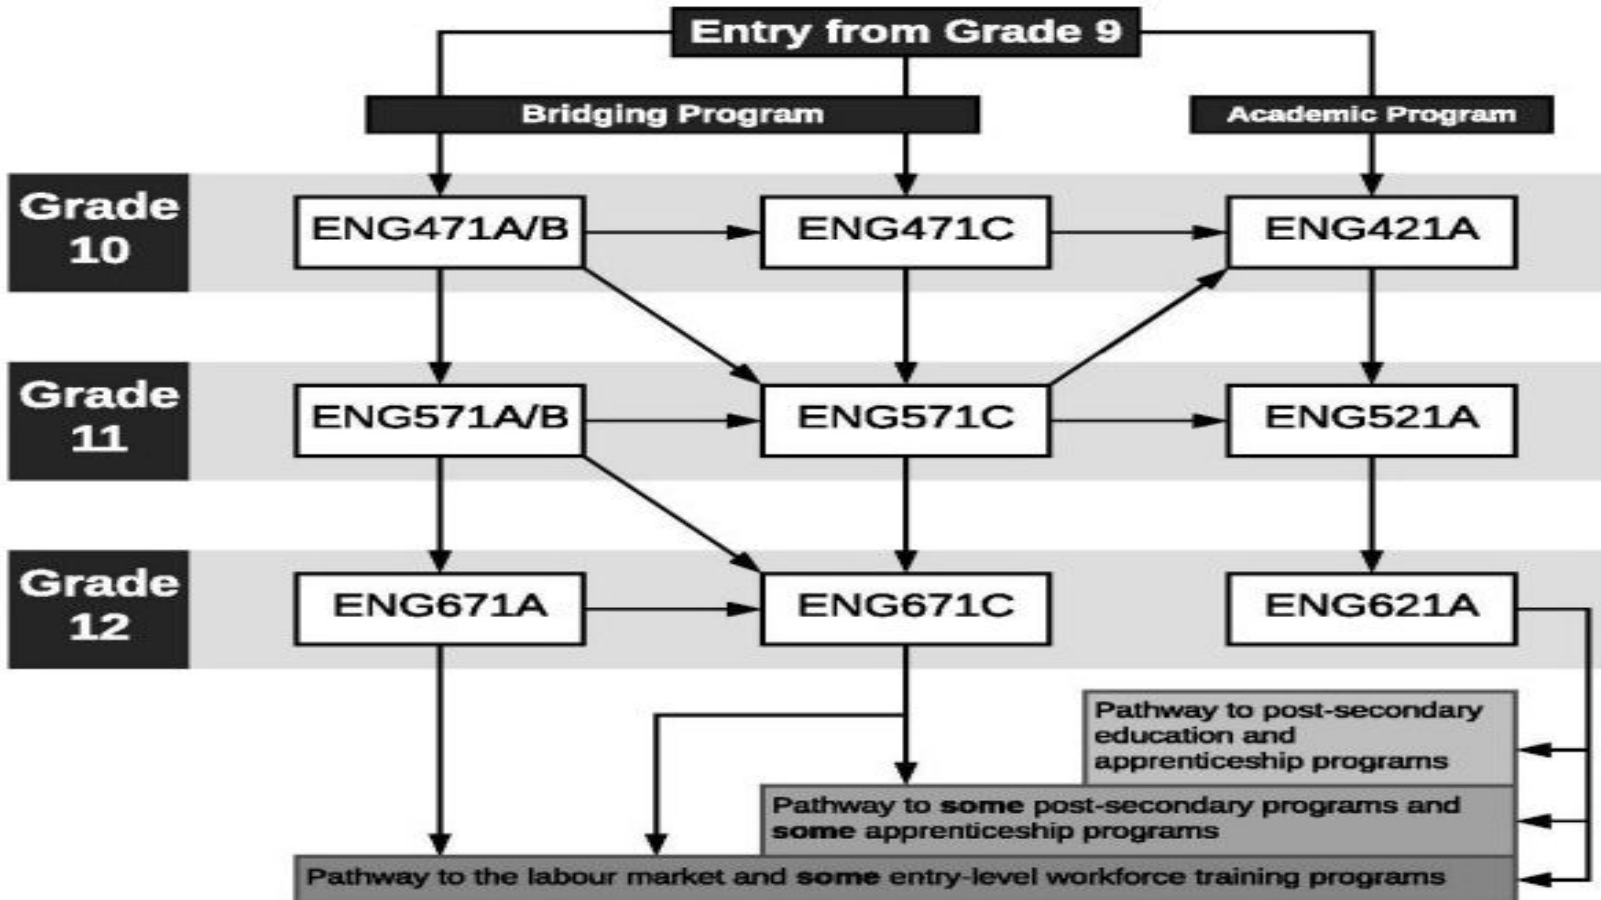 Entry from Grade 9
Bridging Program
Academic Program
Grade
10
ENG471A/B
ENG471C
ENG421A
Grade
11
ENG571A/B
ENG571C
ENG521A
Grade
12
ENG671A
ENG671C
ENG621A
Pathway to post-secondary
education and
apprenticeship programs
Pathway to some post-secondary programs and
some apprenticeship programs
Pathway to the labour market and some entry-level workforce training programs